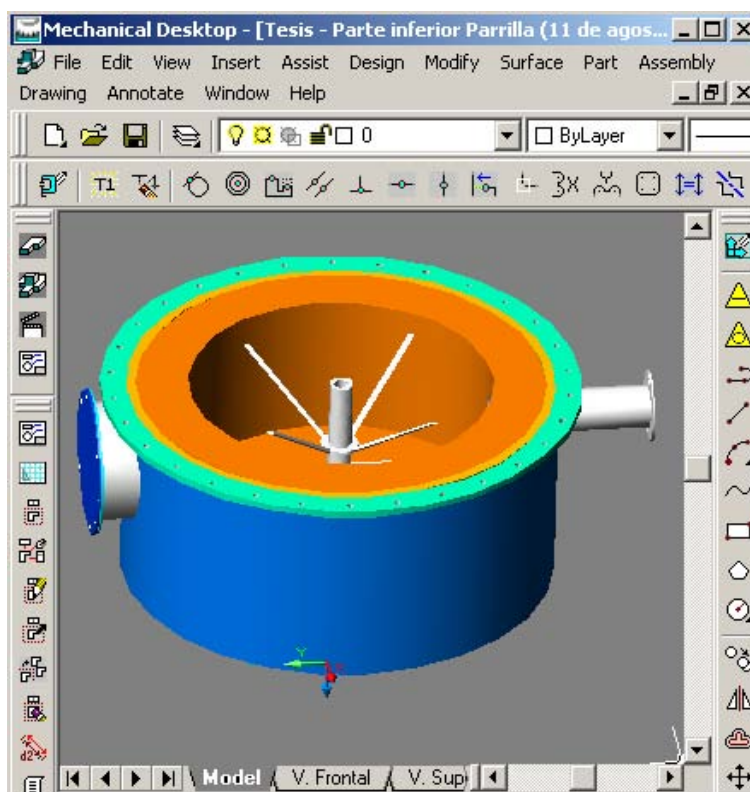 Mechanical Desktop - [Tesis - Parte inferior Parrilla (11 de agos...
File Edit View Insert Assist Design Modify Surface Part Assembly
Drawing Annotate Window Help
0 ByLayer
T1
Y
Model V. Frontal V. Sup